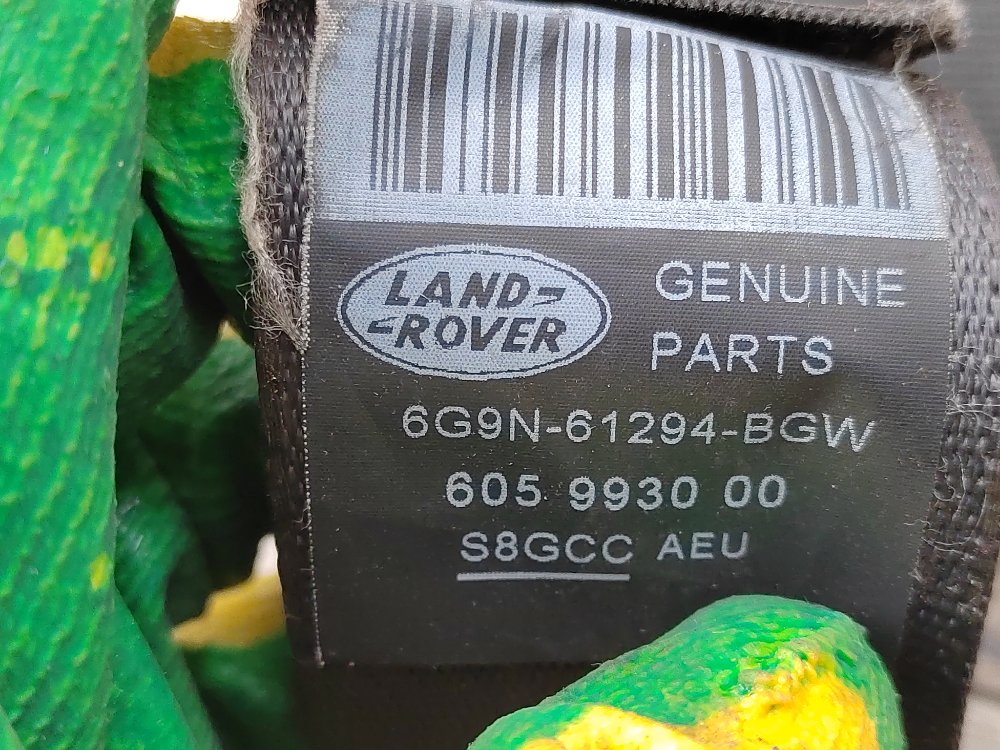 LAND-
-ROVER
GENUINE
PARTS
6G9N-61294-BGW
605 9930 00
S8GCC AEU